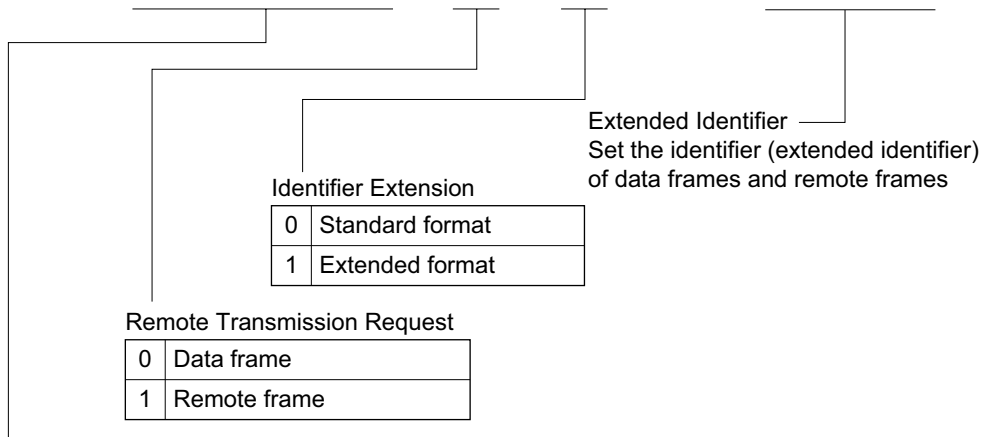 Extended Identifier
Set the identifier (extended identifier)
of data frames and remote frames
Identifier Extension
0 Standard format
1 Extended format
Remote Transmission Request
0 Data frame
1 Remote frame